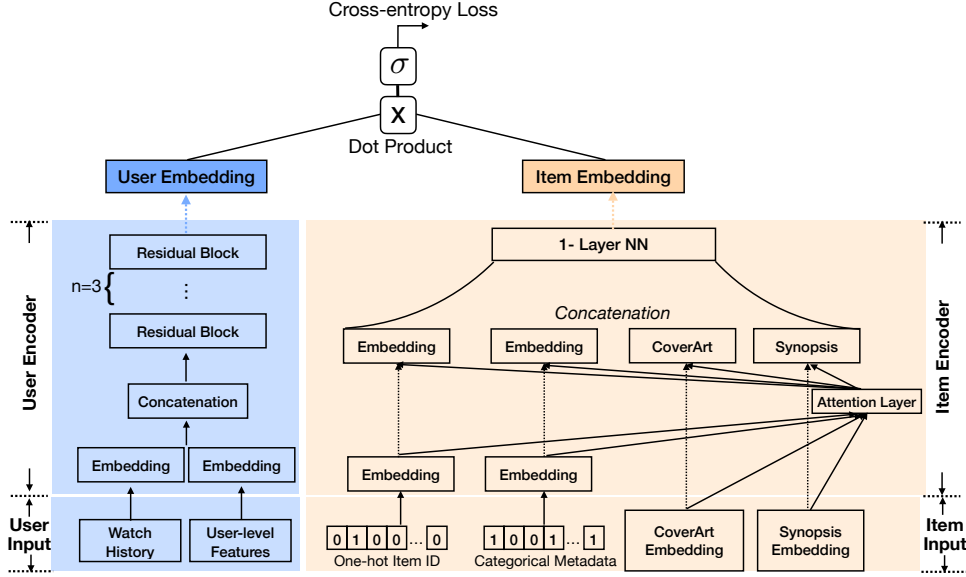 Cross-entropy Loss
σ
X
Dot Product
User Embedding
Item Embedding
User Encoder
Residual Block
n=3 {
⋮
Residual Block
Concatenation
Embedding
Embedding
1- Layer NN
Concatenation
Embedding
Embedding
CoverArt
Synopsis
Attention Layer
Embedding
Embedding
Item Encoder
User
Input
Watch
History
User-level
Features
0 1 0 0 ... 0
One-hot Item ID
1 0 0 1 ... 1
Categorical Metadata
CoverArt
Embedding
Synopsis
Embedding
Item
Input